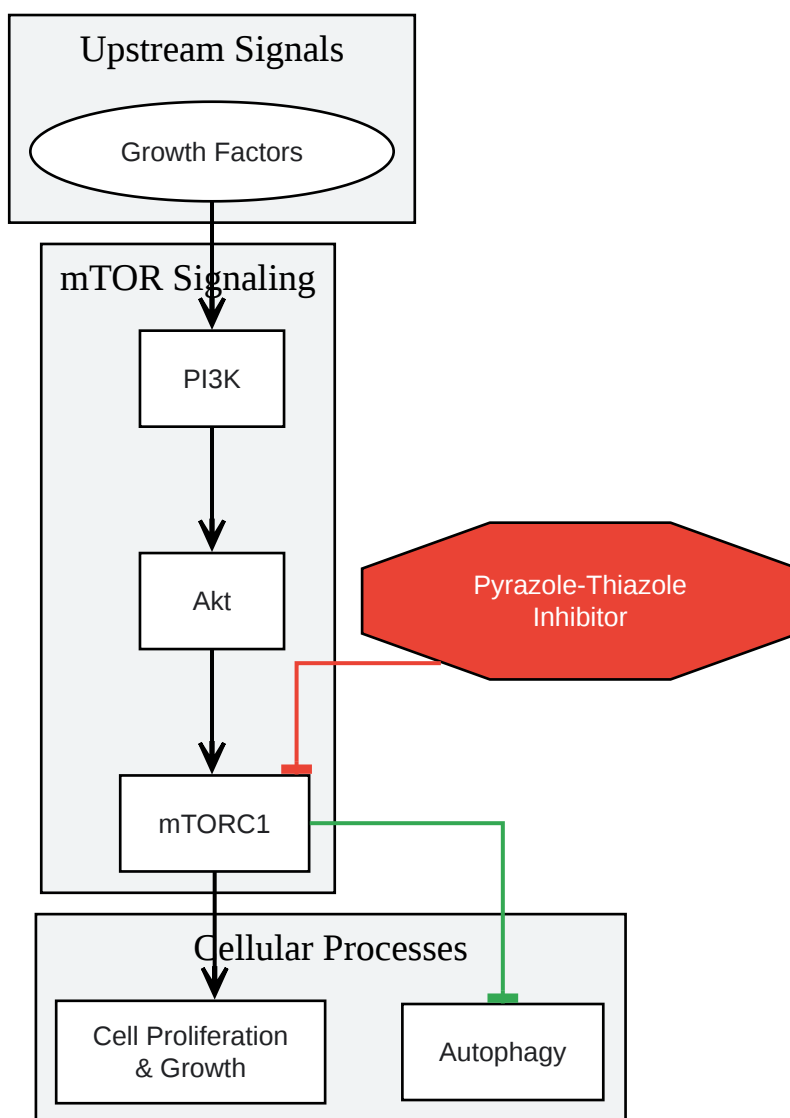 Upstream Signals
Growth Factors
mTOR Signaling
PI3K
Akt
Pyrazole-Thiazole
Inhibitor
mTORC1
Cellular Processes
Cell Proliferation
& Growth
Autophagy